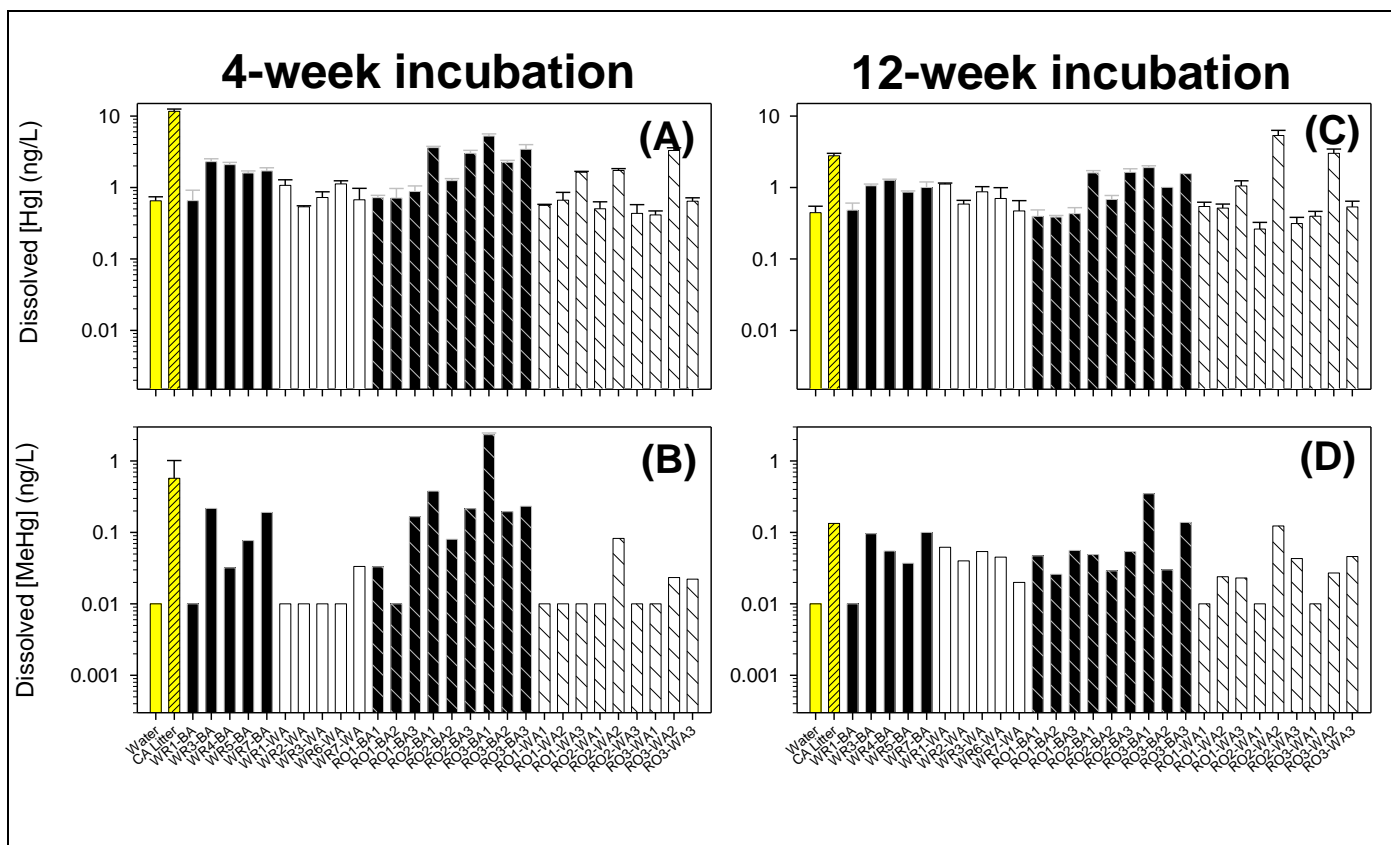 4-week incubation
12-week incubation
Dissolved [Hg] (ng/L)
10
1
0.1
0.01
(A)
10
1
0.1
0.01
(C)
Dissolved [MeHg] (ng/L)
1
0.1
0.01
0.001
(B)
1
0.1
0.01
0.001
(D)
Water
CA Litter
WR1-BA
WR3-BA
WR4-BA
WR5-BA
WR7-BA
WR1-WA
WR2-WA
WR3-WA
WR6-WA
WR7-WA
RO1-BA1
RO1-BA2
RO1-BA3
RO2-BA1
RO2-BA2
RO2-BA3
RO3-BA1
RO3-BA2
RO3-BA3
RO1-WA1
RO1-WA2
RO1-WA3
RO2-WA1
RO2-WA2
RO2-WA3
RO3-WA1
RO3-WA2
RO3-WA3
Water
CA Litter
WR1-BA
WR3-BA
WR4-BA
WR5-BA
WR7-BA
WR1-WA
WR2-WA
WR3-WA
WR6-WA
WR7-WA
RO1-BA1
RO1-BA2
RO1-BA3
RO2-BA1
RO2-BA2
RO2-BA3
RO3-BA1
RO3-BA2
RO3-BA3
RO1-WA1
RO1-WA2
RO1-WA3
RO2-WA1
RO2-WA2
RO2-WA3
RO3-WA1
RO3-WA2
RO3-WA3